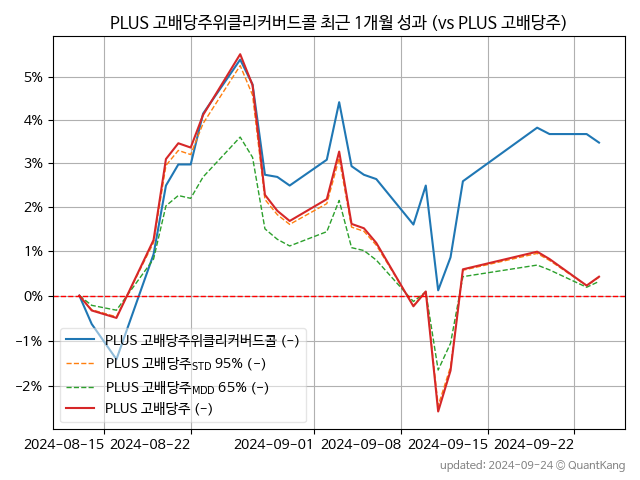 PLUS 고배당주위클리커버드콜 최근 1개월 성과 (vs PLUS 고배당주)
5%
4%
3%
2%
1%
0%
−1%
−2%
PLUS 고배당주위클리커버드콜 (-)
PLUS 고배당주STD 95% (-)
PLUS 고배당주MDD 65% (-)
PLUS 고배당주 (-)
2024-08-15 2024-08-22 2024-09-01 2024-09-08 2024-09-15 2024-09-22
updated: 2024-09-24 @ QuantKang